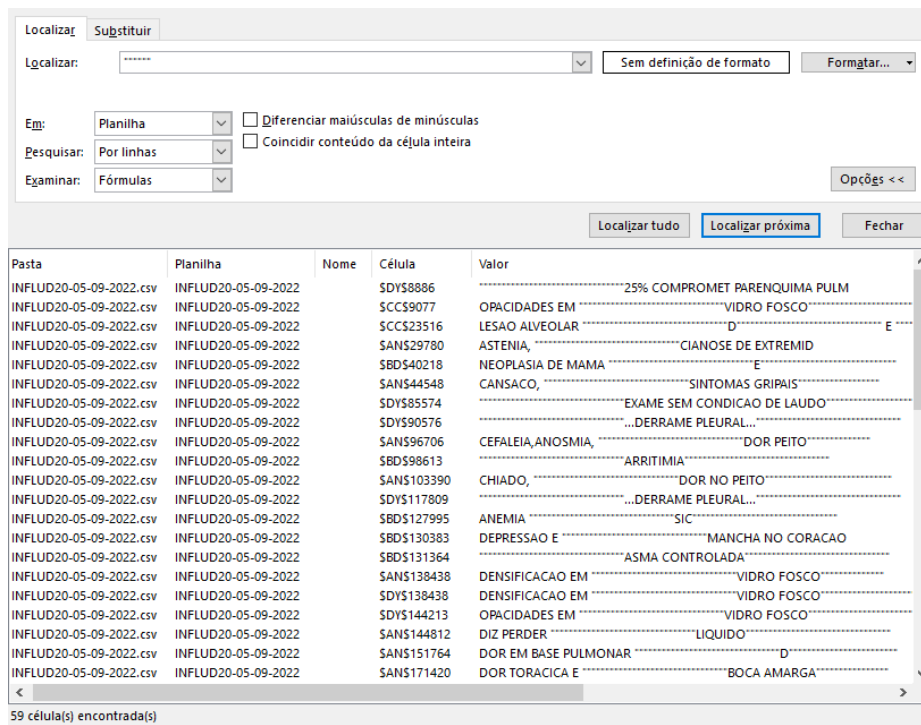 Localizar Substituir
Localizar: """""" Sem definição de formato Formatar...
Em: Planilha Diferenciar maiúsculas de minúsculas
Pesquisar: Por linhas Coincidir conteúdo da célula inteira
Examinar: Fórmulas Opções <<
Localizar tudo Localizar próxima Fechar
Pasta Planilha Nome Célula Valor
INFLUD20-05-09-2022.csv INFLUD20-05-09-2022 $DY$8886 """"""""""""""""25% COMPROMET PARENQUIMA PULM
INFLUD20-05-09-2022.csv INFLUD20-05-09-2022 $CC$9077 OPACIDADES EM """"""""""""""""VIDRO FOSCO""""""""""""
INFLUD20-05-09-2022.csv INFLUD20-05-09-2022 $CC$23516 LESAO ALVEOLAR """"""""""""""""D"""""""""""""""" E ""
INFLUD20-05-09-2022.csv INFLUD20-05-09-2022 $AN$29780 ASTENIA, """"""""""""""""CIANOSE DE EXTREMID
INFLUD20-05-09-2022.csv INFLUD20-05-09-2022 $BD$40218 NEOPLASIA DE MAMA """"""""""""""""E""""""""""""""""
INFLUD20-05-09-2022.csv INFLUD20-05-09-2022 $AN$44548 CANSACO, """"""""""""""""SINTOMAS GRIPAIS"""""""""
INFLUD20-05-09-2022.csv INFLUD20-05-09-2022 $DY$85574 """"""""""""""""EXAME SEM CONDICAO DE LAUDO""""""""""
INFLUD20-05-09-2022.csv INFLUD20-05-09-2022 $DY$90576 """"""""""""""""...DERRAME PLEURAL...""""""""""""""""
INFLUD20-05-09-2022.csv INFLUD20-05-09-2022 $AN$96706 CEFALEIA,ANOSMIA, """"""""""""""""DOR PEITO"""""""
INFLUD20-05-09-2022.csv INFLUD20-05-09-2022 $BD$98613 """"""""""""""""ARRITIMIA""""""""""""""""
INFLUD20-05-09-2022.csv INFLUD20-05-09-2022 $AN$103390 CHIADO, """"""""""""""""DOR NO PEITO""""""""""""""
INFLUD20-05-09-2022.csv INFLUD20-05-09-2022 $DY$117809 """"""""""""""""...DERRAME PLEURAL...""""""""""""""""
INFLUD20-05-09-2022.csv INFLUD20-05-09-2022 $BD$127995 ANEMIA """"""""""""""""SIC""""""""""""""""
INFLUD20-05-09-2022.csv INFLUD20-05-09-2022 $BD$130383 DEPRESSAO E """"""""""""""""MANCHA NO CORACAO
INFLUD20-05-09-2022.csv INFLUD20-05-09-2022 $BD$131364 """"""""""""""""ASMA CONTROLADA""""""""""""""""
INFLUD20-05-09-2022.csv INFLUD20-05-09-2022 $AN$138438 DENSIFICACAO EM """"""""""""""""VIDRO FOSCO"""""""
INFLUD20-05-09-2022.csv INFLUD20-05-09-2022 $DY$138438 DENSIFICACAO EM """"""""""""""""VIDRO FOSCO""""""""""
INFLUD20-05-09-2022.csv INFLUD20-05-09-2022 $DY$144213 OPACIDADES EM """"""""""""""""VIDRO FOSCO""""""""""""
INFLUD20-05-09-2022.csv INFLUD20-05-09-2022 $AN$144812 DIZ PERDER """"""""""""""""LIQUIDO""""""""""""""""
INFLUD20-05-09-2022.csv INFLUD20-05-09-2022 $AN$151764 DOR EM BASE PULMONAR """"""""""""""""D""""""""""""
INFLUD20-05-09-2022.csv INFLUD20-05-09-2022 $AN$171420 DOR TORACICA E """"""""""""""""BOCA AMARGA""""""""
59 célula(s) encontrada(s)